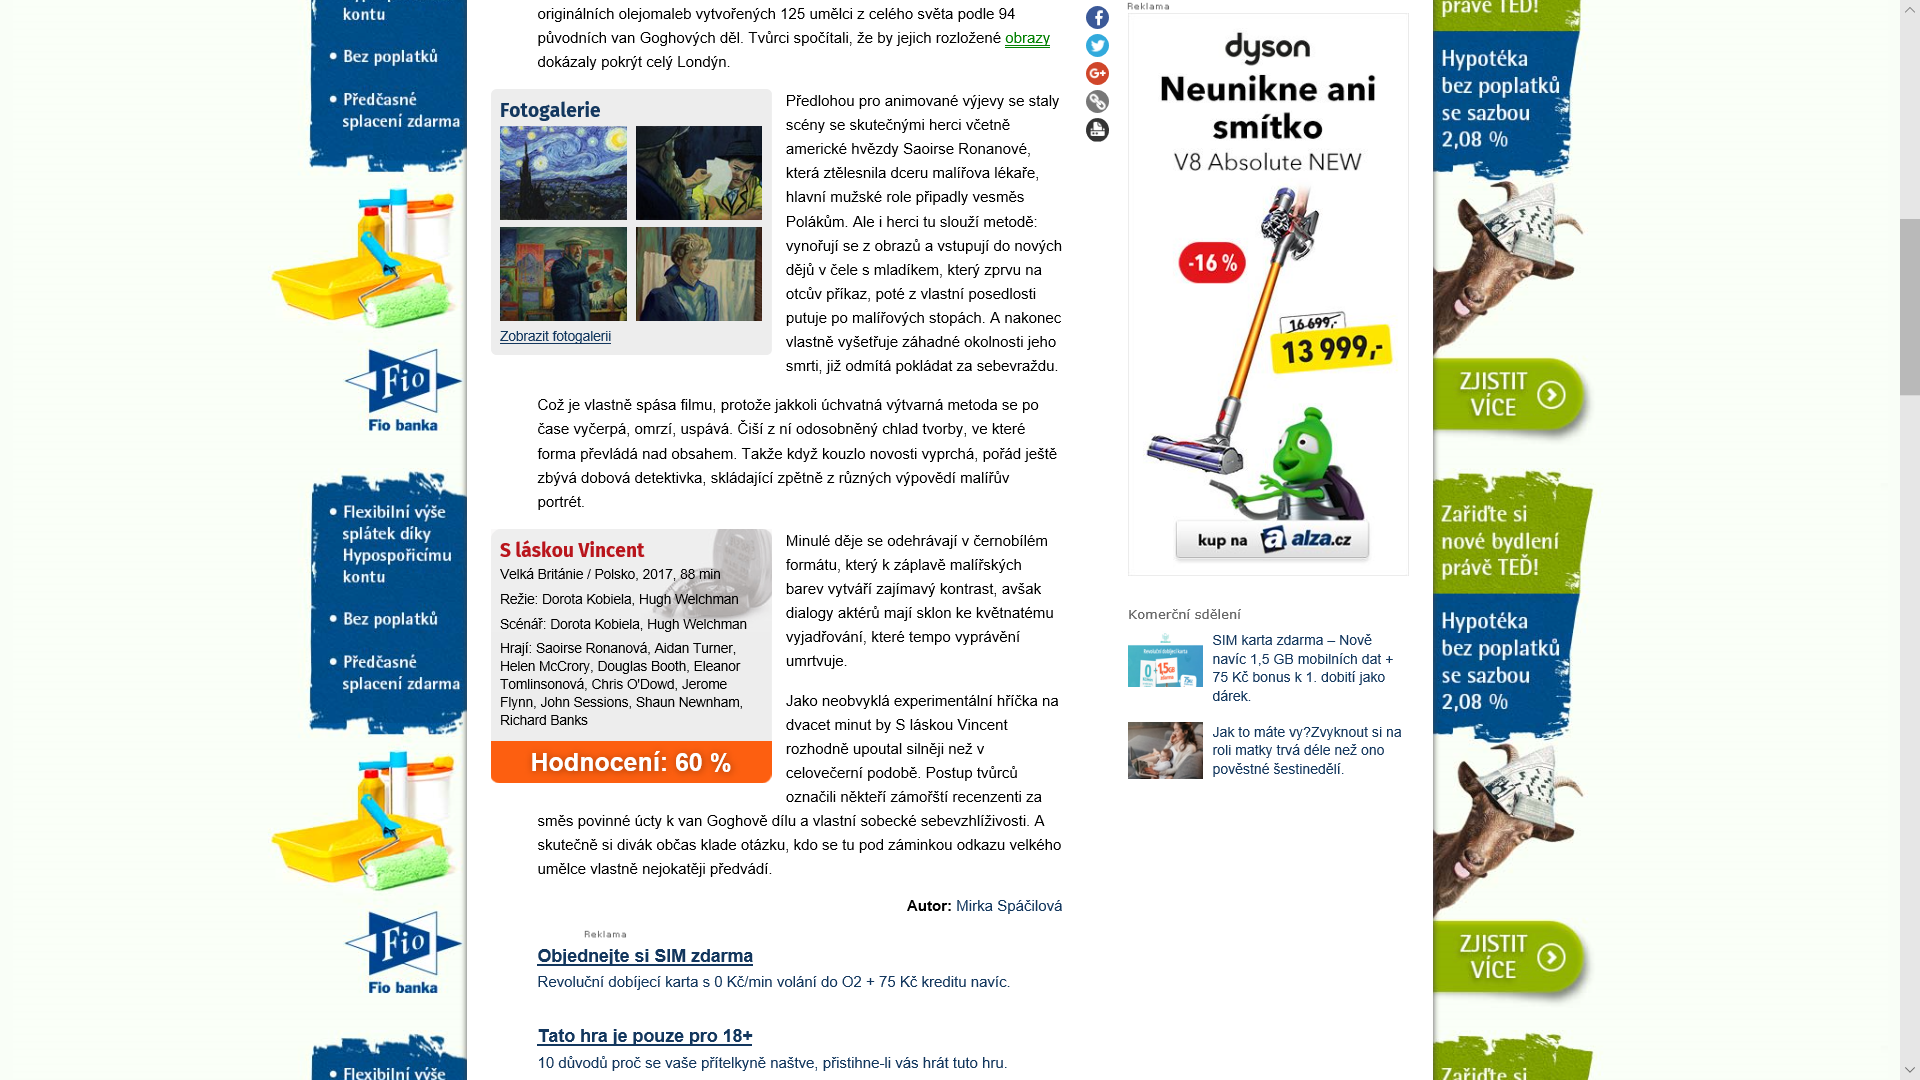 kontu
• Bez poplatků
• Předčasné
splacení zdarma
Fio
Fio banka
• Flexibilní výše
splátek díky
Hypospořicímu
kontu
• Bez poplatků
• Předčasné
splacení zdarma
Fio
Fio banka
• Flexibilní výše
originálních olejomaleb vytvořených 125 umělci z celého světa podle 94
původních van Goghových děl. Tvůrci spočítali, že by jejich rozložené obrazy
dokázaly pokrýt celý Londýn.
Fotogalerie
Zobrazit fotogalerii
Předlohou pro animované výjevy se staly
scény se skutečnými herci včetně
americké hvězdy Saoirse Ronanové,
která ztělesnila dceru malířova lékaře,
hlavní mužské role připadly vesměs
Polákům. Ale i herci tu slouží metodě:
vynořují se z obrazů a vstupují do nových
dějů v čele s mladíkem, který zprvu na
otcův příkaz, poté z vlastní posedlosti
putuje po malířových stopách. A nakonec
vlastně vyšetřuje záhadné okolnosti jeho
smrti, již odmítá pokládat za sebevraždu.
Což je vlastně spása filmu, protože jakkoli úchvatná výtvarná metoda se po
čase vyčerpá, omrzí, uspává. Čiší z ní odosobněný chlad tvorby, ve které
forma převládá nad obsahem. Takže když kouzlo novosti vyprchá, pořád ještě
zbývá dobová detektivka, skládající zpětně z různých výpovědí malířův
portrét.
S láskou Vincent
Velká Británie / Polsko, 2017, 88 min
Režie: Dorota Kobiela, Hugh Welchman
Scénář: Dorota Kobiela, Hugh Welchman
Hrají: Saoirse Ronanová, Aidan Turner,
Helen McCrory, Douglas Booth, Eleanor
Tomlinsonová, Chris O'Dowd, Jerome
Flynn, John Sessions, Shaun Newnham,
Richard Banks
Hodnocení: 60 %
Minulé děje se odehrávají v černobílém
formátu, který k záplavě malířských
barev vytváří zajímavý kontrast, avšak
dialogy aktérů mají sklon ke květnatému
vyjadřování, které tempo vyprávění
umrtvuje.
Jako neobvyklá experimentální hříčka na
dvacet minut by S láskou Vincent
rozhodně upoutal silněji než v
celovečerní podobě. Postup tvůrců
označili někteří zámořští recenzenti za
směs povinné úcty k van Goghově dílu a vlastní sobecké sebevzhlíživosti. A
skutečně si divák občas klade otázku, kdo se tu pod záminkou odkazu velkého
umělce vlastně nejokatěji předvádí.
Autor: Mirka Spáčilová
Reklama
Objednejte si SIM zdarma
Revoluční dobíjecí karta s 0 Kč/min volání do O2 + 75 Kč kreditu navíc.
Tato hra je pouze pro 18+
10 důvodů proč se vaše přítelkyně naštve, přistihne-li vás hrát tuto hru.
Reklama
dyson
Neunikne ani
smítko
V8 Absolute NEW
-16 %
16 699,-
13 999,-
kup na alza.cz
Komerční sdělení
SIM karta zdarma – Nově
navíc 1,5 GB mobilních dat +
75 Kč bonus k 1. dobití jako
dárek.
Jak to máte vy?Zvyknout si na
roli matky trvá déle než ono
pověstné šestinedělí.
právě TEĎ!
Hypotéka
bez poplatků
se sazbou
2,08 %
ZJISTIT
VÍCE
Zařiďte si
nové bydlení
právě TEĎ!
Hypotéka
bez poplatků
se sazbou
2,08 %
ZJISTIT
VÍCE
Zařiďte si